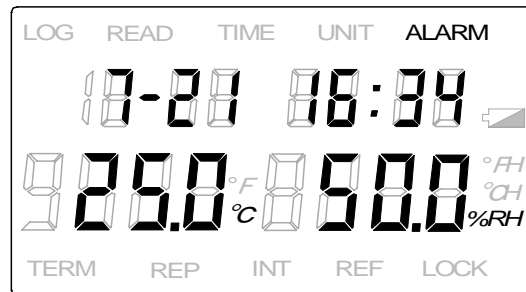 LOG READ TIME UNIT ALARM
7-21 16:34
25.0 °F °C 50.0 °FH °CH %RH
TERM REP INT REF LOCK